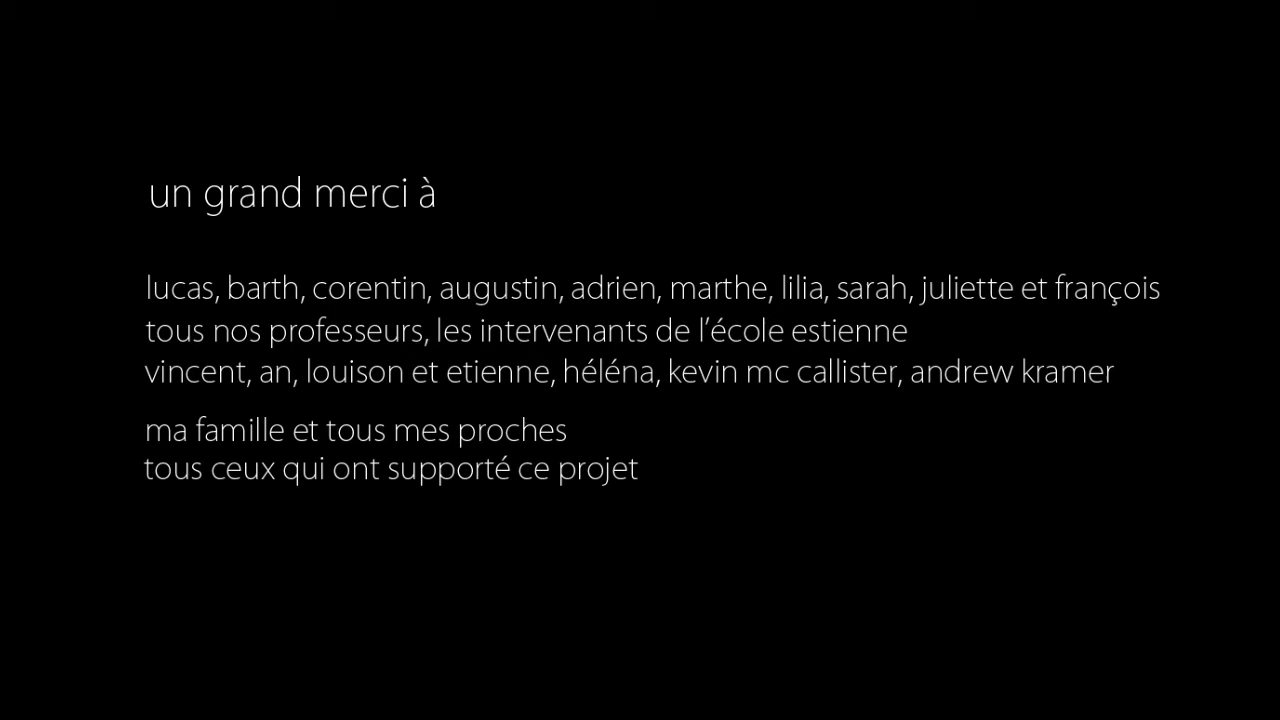 un grand merci à
lucas, barth, corentin, augustin, adrien, marthe, lilia, sarah, juliette et françois
tous nos professeurs, les intervenants de l’école estienne
vincent, an, louison et etienne, héléna, kevin mc callister, andrew kramer
ma famille et tous mes proches
tous ceux qui ont supporté ce projet